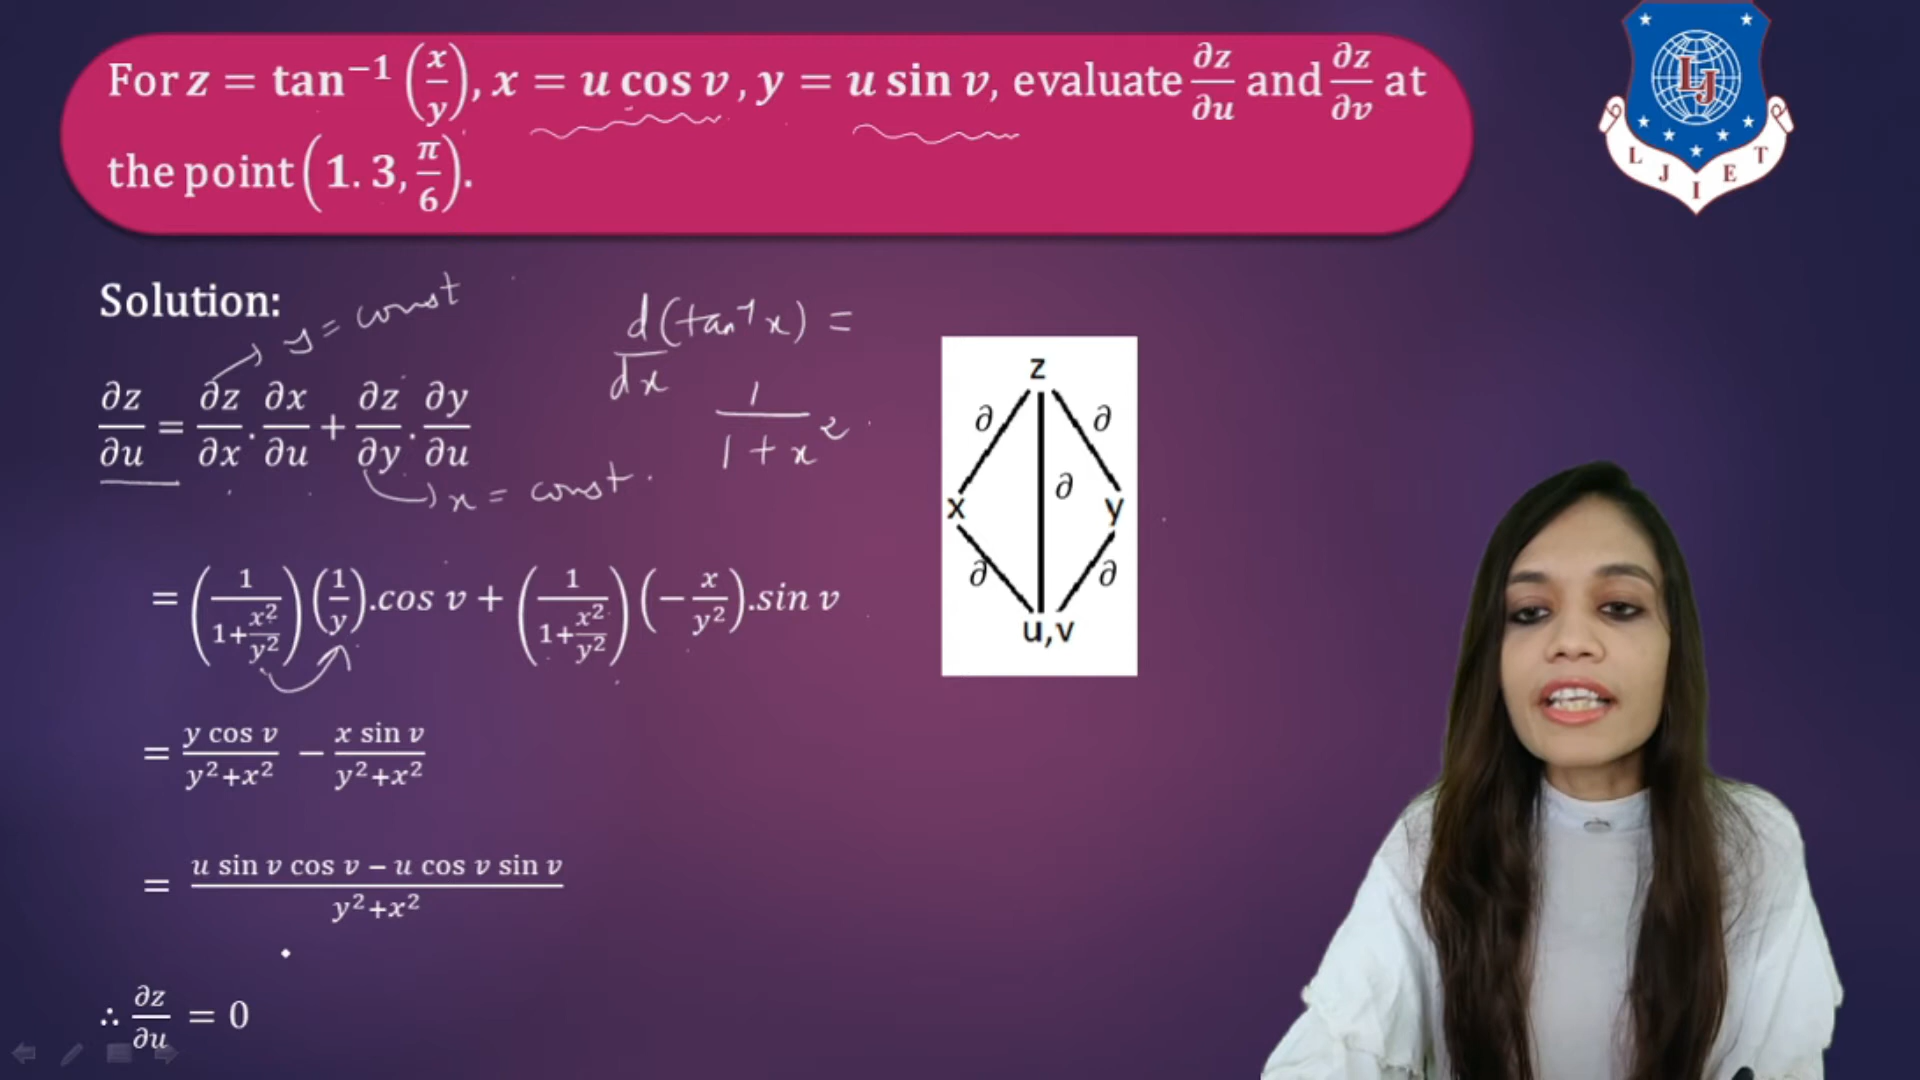 For z = tan⁻¹ (x/y), x = u cos v, y = u sin v, evaluate ∂z/∂u and ∂z/∂v at
the point (1.3, π/6).
L J I E T
LJ
Solution:
y = const
d/dx (tan⁻¹ x) =
1/(1 + x²)
∂z/∂u = ∂z/∂x . ∂x/∂u + ∂z/∂y . ∂y/∂u
x = const.
= (1/(1+x²/y²)) (1/y).cos v + (1/(1+x²/y²)) (−x/y²).sin v
= y cos v/(y²+x²) − x sin v/(y²+x²)
= (u sin v cos v − u cos v sin v)/(y²+x²)
∴ ∂z/∂u = 0
z
∂ ∂
∂
x y
∂ ∂
u,v